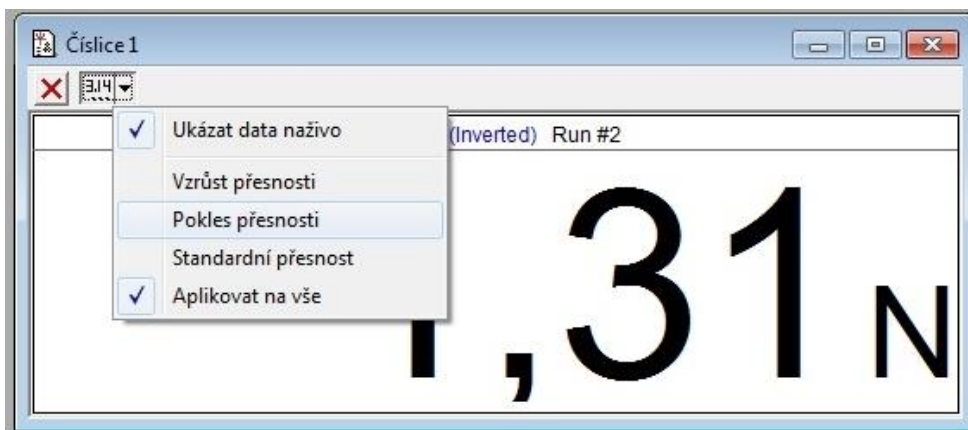 Číslice 1
3.14
Ukázat data naživo
(Inverted) Run #2
Vzrůst přesnosti
Pokles přesnosti
Standardní přesnost
Aplikovat na vše
1,31 N